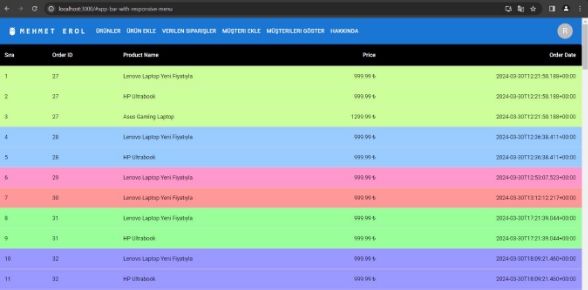 localhost:3000/#app-bar-with-responsive-menu
MEHMET EROL ÜRÜNLER ÜRÜN EKLE VERİLEN SİPARİŞLER MÜŞTERİ EKLE MÜŞTERİLERİ GÖSTER HAKKINDA R
Sıra Order ID Product Name Price Order Date
1 27 Lenovo Laptop Yeni Fiyatıyla 999.99 ₺ 2024-03-30T12:21:58.188+00:00
2 27 HP Ultrabook 999.99 ₺ 2024-03-30T12:21:58.188+00:00
3 27 Asus Gaming Laptop 1299.99 ₺ 2024-03-30T12:21:58.188+00:00
4 28 Lenovo Laptop Yeni Fiyatıyla 999.99 ₺ 2024-03-30T12:36:38.411+00:00
5 28 HP Ultrabook 999.99 ₺ 2024-03-30T12:36:38.411+00:00
6 29 Lenovo Laptop Yeni Fiyatıyla 999.99 ₺ 2024-03-30T12:53:07.523+00:00
7 30 Lenovo Laptop Yeni Fiyatıyla 999.99 ₺ 2024-03-30T13:12:13.217+00:00
8 31 Lenovo Laptop Yeni Fiyatıyla 999.99 ₺ 2024-03-30T17:21:39.044+00:00
9 31 HP Ultrabook 999.99 ₺ 2024-03-30T17:21:39.044+00:00
10 32 Lenovo Laptop Yeni Fiyatıyla 999.99 ₺ 2024-03-30T18:09:21.460+00:00
11 32 HP Ultrabook 999.99 ₺ 2024-03-30T18:09:21.460+00:00